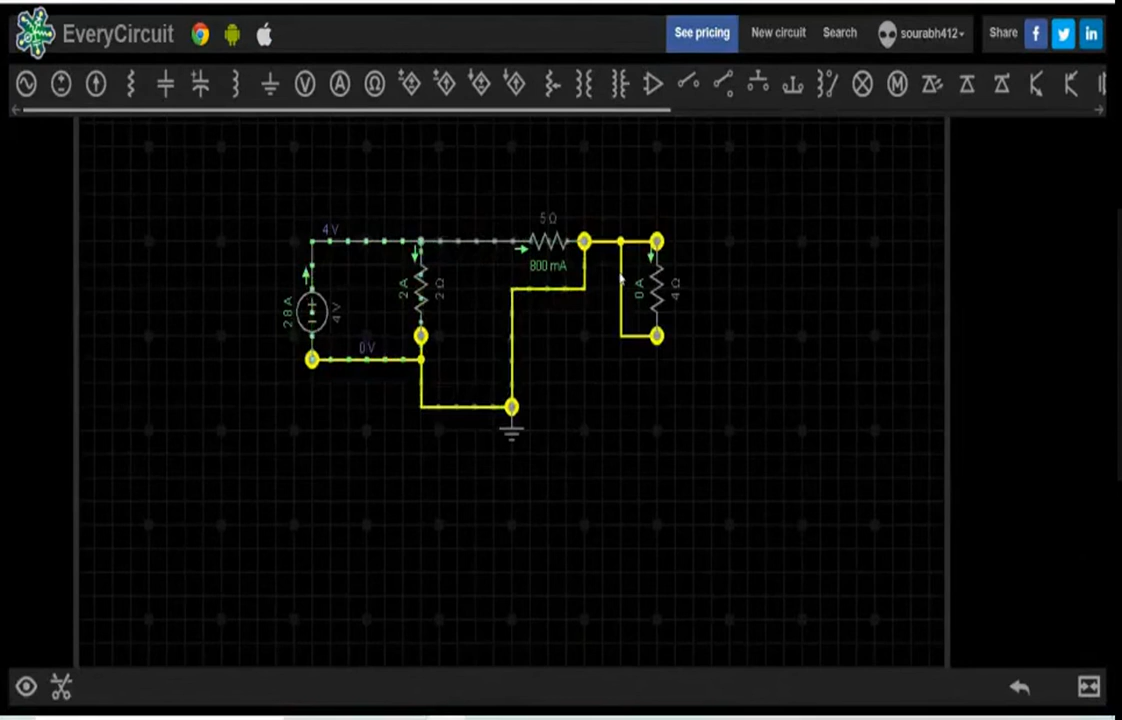 EveryCircuit
See pricing
New circuit
Search
sourabh412
Share
f
in
V
A
Ω
M
5 Ω
4 V
800 mA
2 A
2 Ω
0 A
4 Ω
2 8 A
4 V
0 V